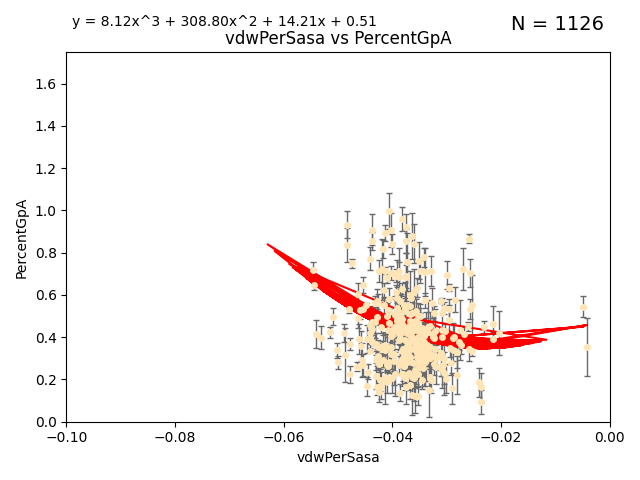 y = 8.12x^3 + 308.80x^2 + 14.21x + 0.51
N = 1126
vdwPerSasa vs PercentGpA
PercentGpA
1.6
1.4
1.2
1.0
0.8
0.6
0.4
0.2
0.0
−0.10 −0.08 −0.06 −0.04 −0.02 0.00
vdwPerSasa